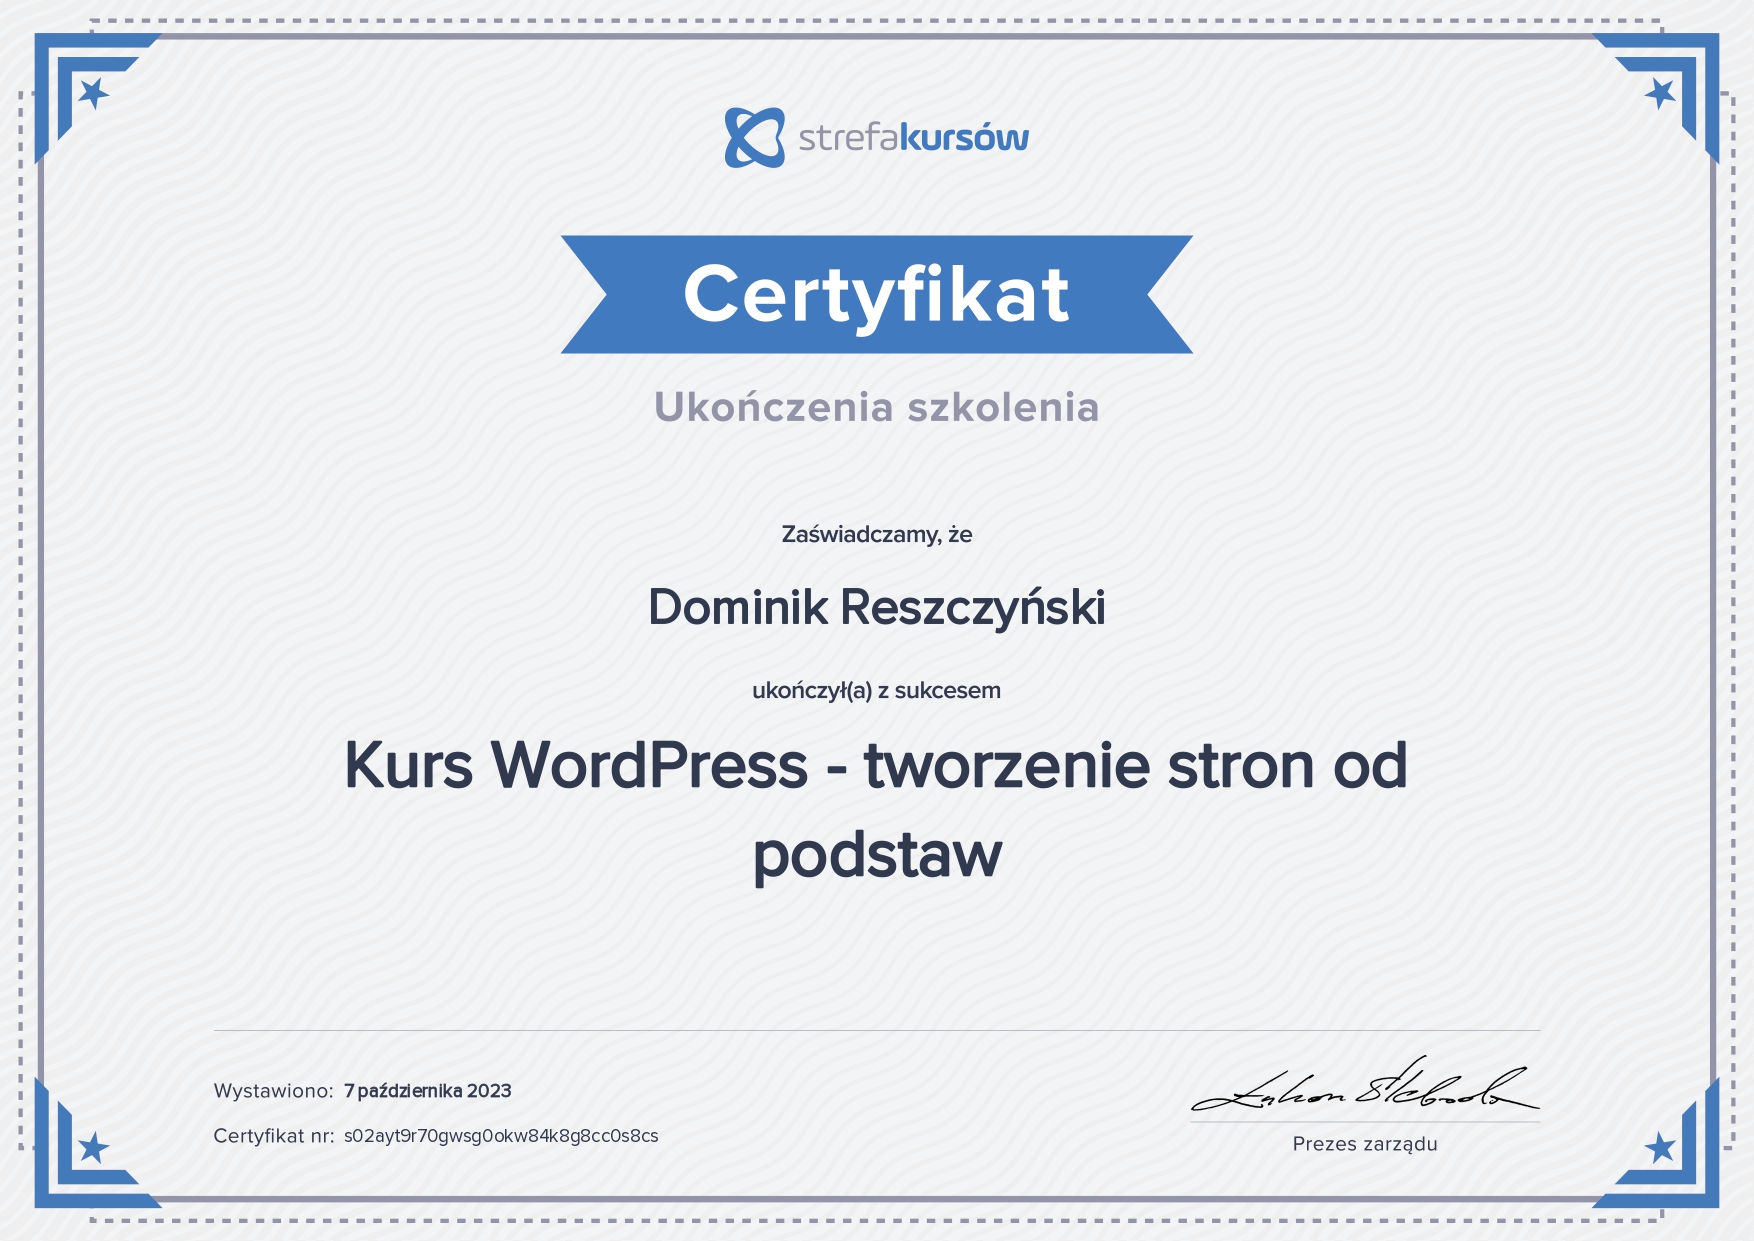 strefakursów
Certyfikat
Ukończenia szkolenia
Zaświadczamy, że
Dominik Reszczyński
ukończył(a) z sukcesem
Kurs WordPress - tworzenie stron od
podstaw
Wystawiono: 7 października 2023
Certyfikat nr: s02ayt9r70gwsg0okw84k8g8cc0s8cs
Prezes zarządu